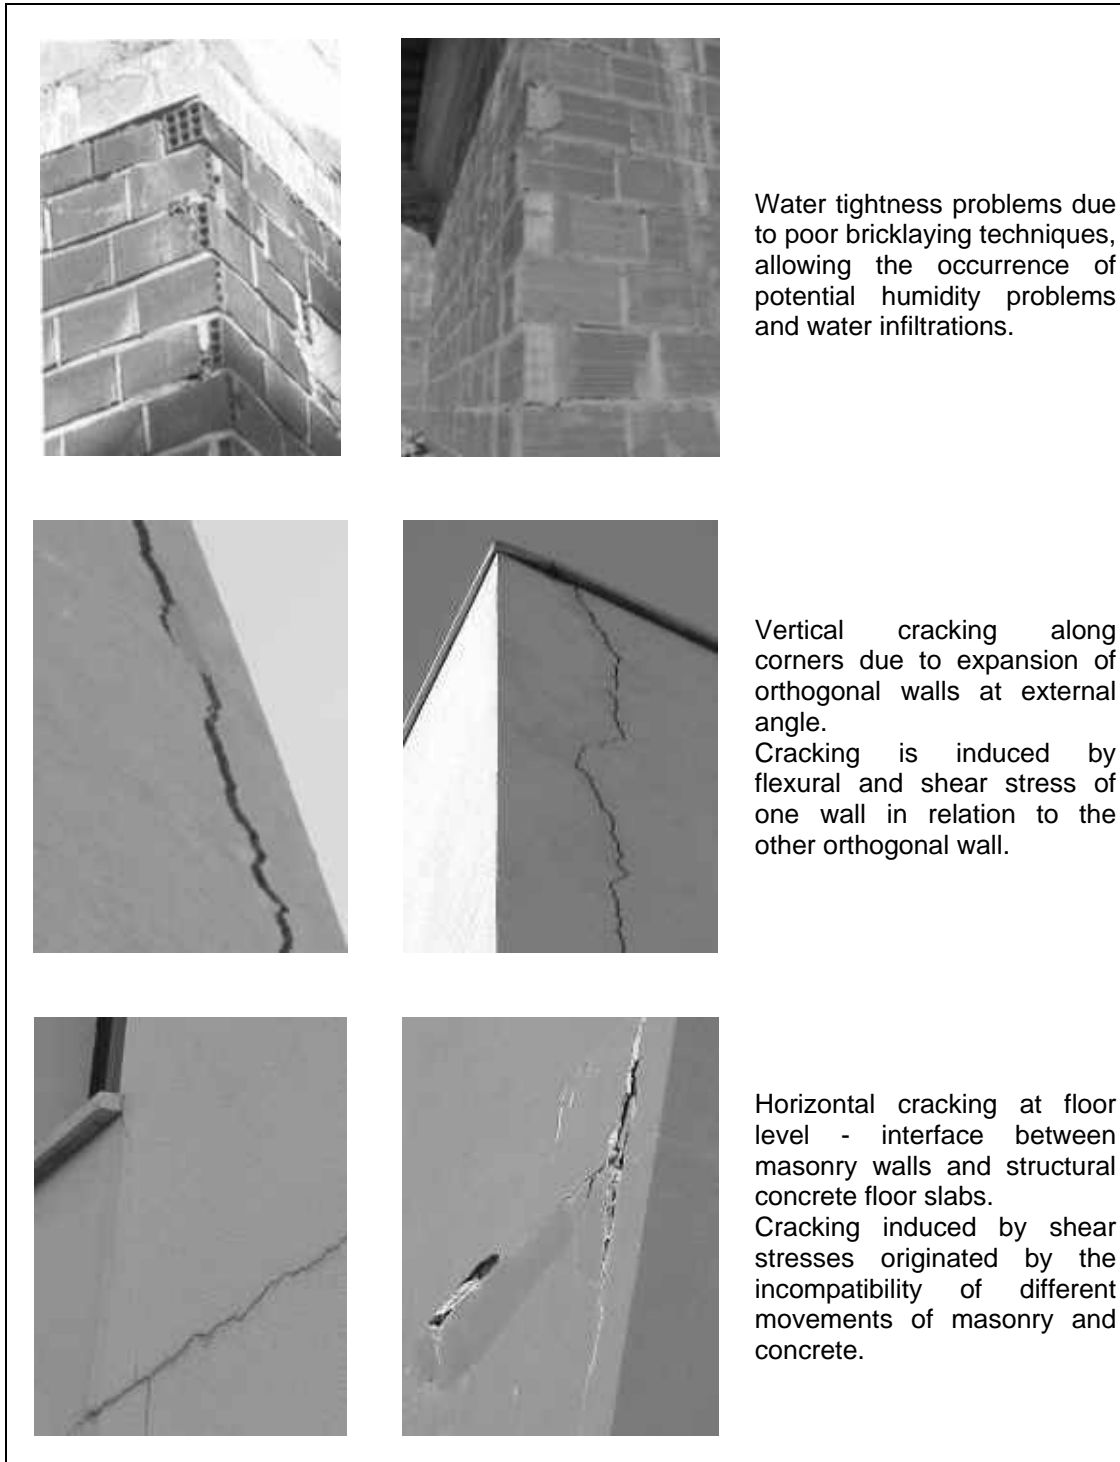 Water tightness problems due
to poor bricklaying techniques,
allowing the occurrence of
potential humidity problems
and water infiltrations.
Vertical cracking along
corners due to expansion of
orthogonal walls at external
angle.
Cracking is induced by
flexural and shear stress of
one wall in relation to the
other orthogonal wall.
Horizontal cracking at floor
level - interface between
masonry walls and structural
concrete floor slabs.
Cracking induced by shear
stresses originated by the
incompatibility of different
movements of masonry and
concrete.